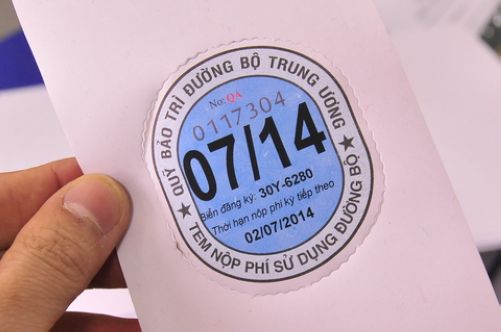 QUỸ BẢO TRÌ ĐƯỜNG BỘ TRUNG ƯƠNG
No: QA
0117304
07/14
Biển đăng ký: 30Y-6280
Thời hạn nộp phí kỳ tiếp theo
02/07/2014
★ TEM NỘP PHÍ SỬ DỤNG ĐƯỜNG BỘ ★